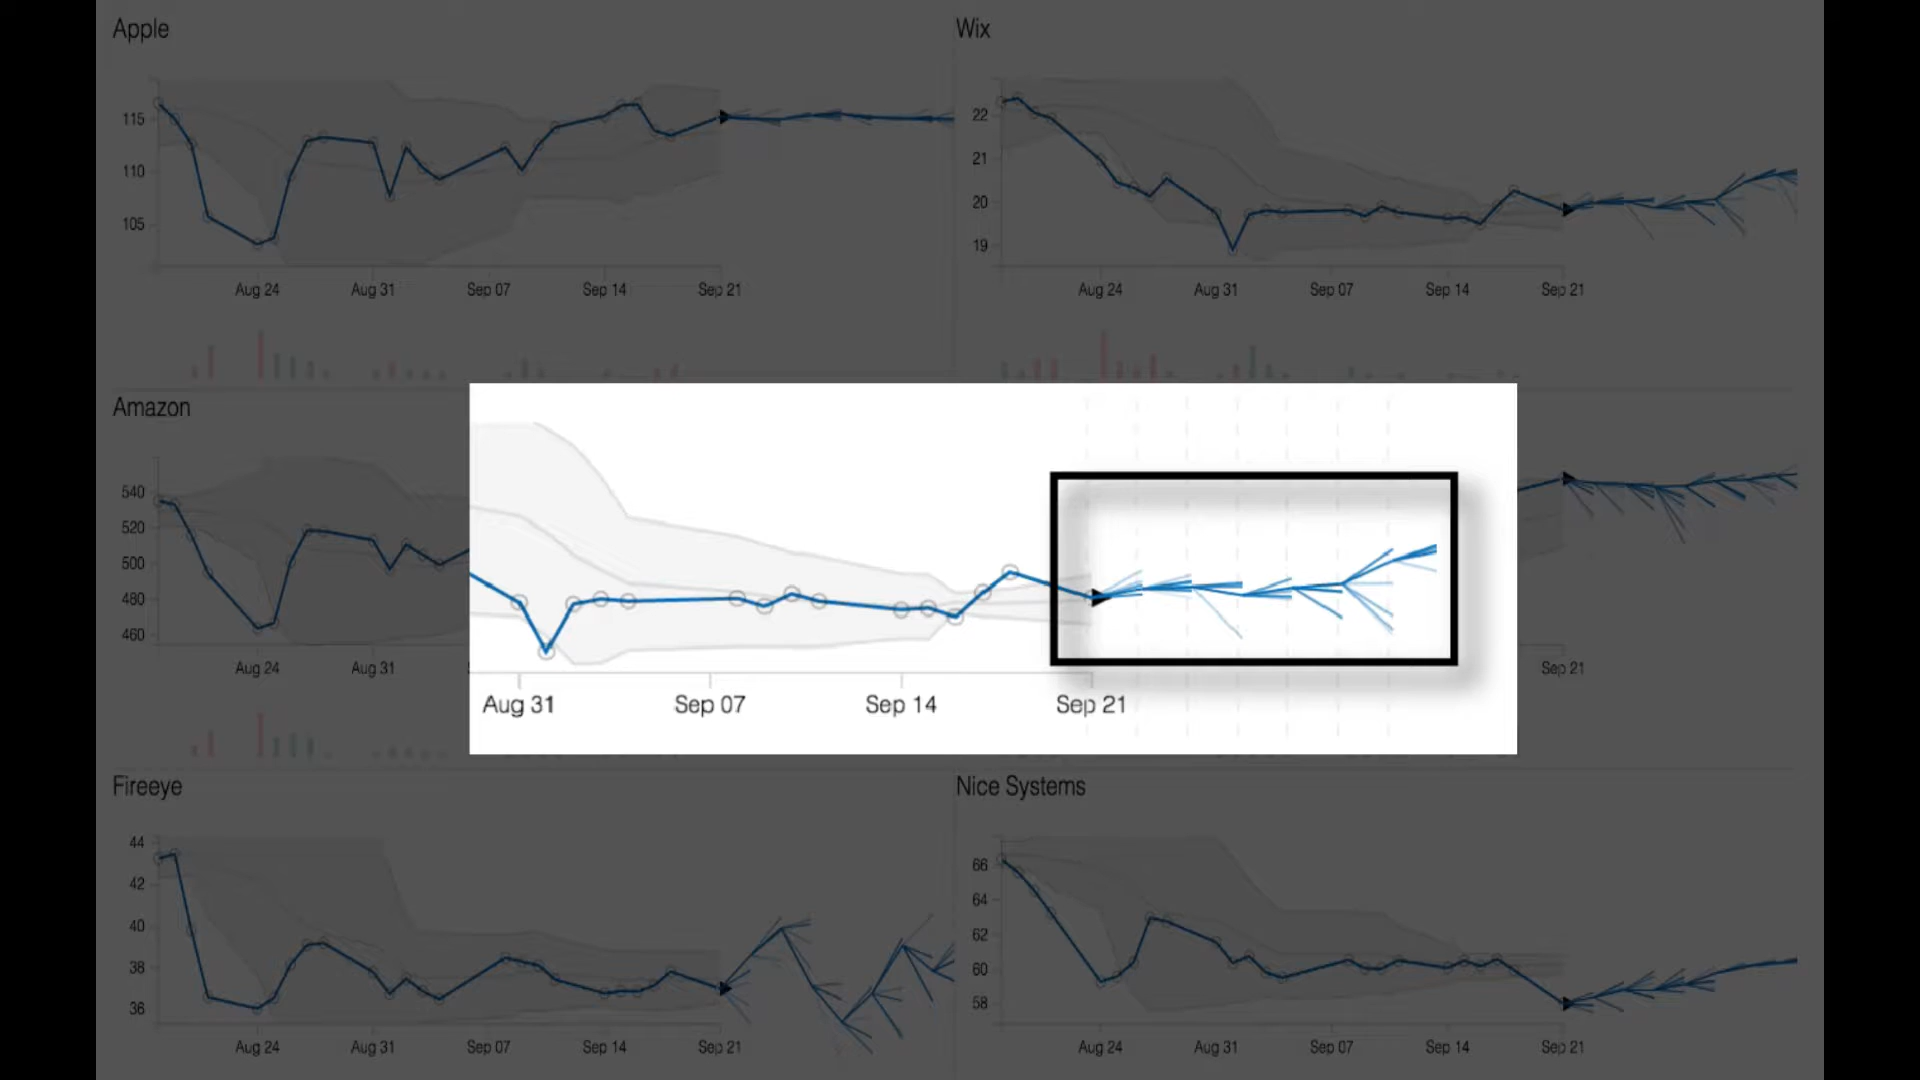 Apple
115
110
105
Aug 24 Aug 31 Sep 07 Sep 14 Sep 21
Wix
22
21
20
19
Aug 24 Aug 31 Sep 07 Sep 14 Sep 21
Amazon
540
520
500
480
460
Aug 24 Aug 31
Aug 31 Sep 07 Sep 14 Sep 21
Sep 21
Fireeye
44
42
40
38
36
Aug 24 Aug 31 Sep 07 Sep 14 Sep 21
Nice Systems
66
64
62
60
58
Aug 24 Aug 31 Sep 07 Sep 14 Sep 21